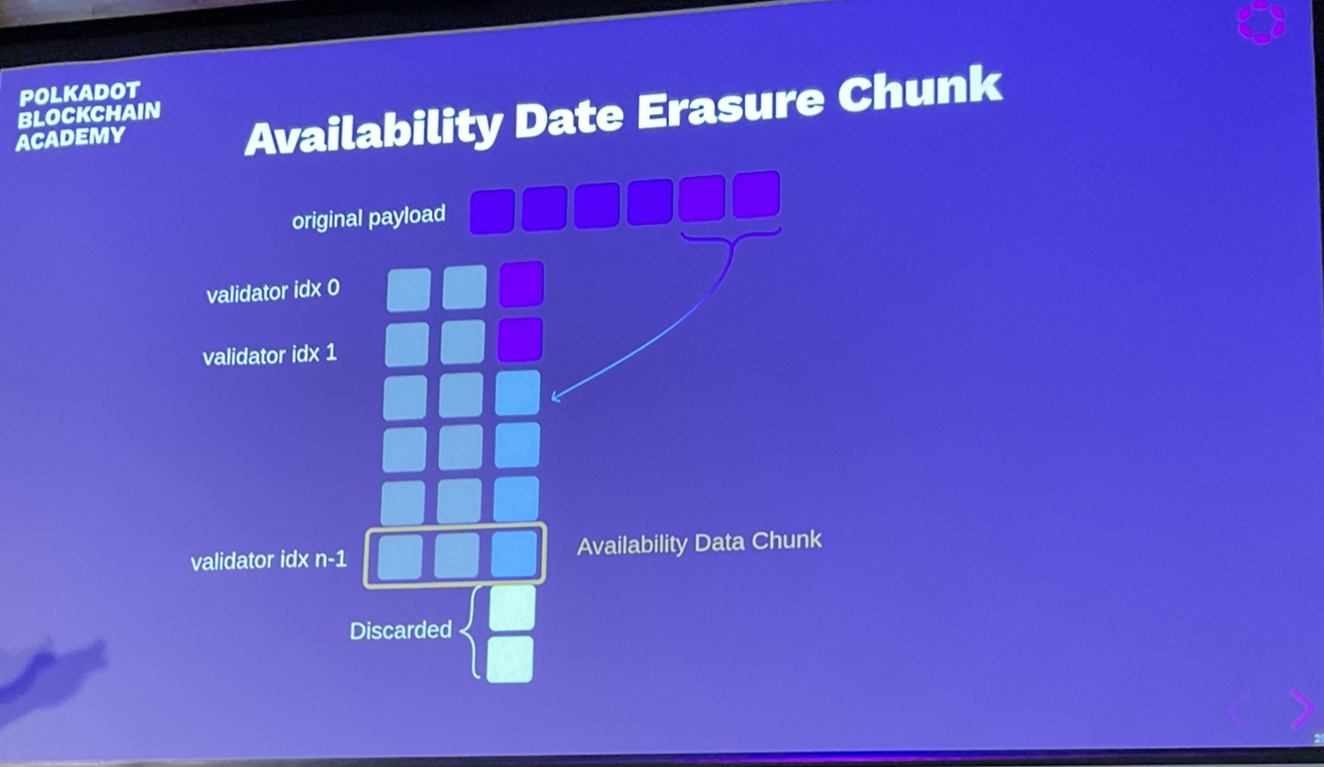 POLKADOT
BLOCKCHAIN
ACADEMY
Availability Date Erasure Chunk
original payload
validator idx 0
validator idx 1
validator idx n-1
Availability Data Chunk
Discarded